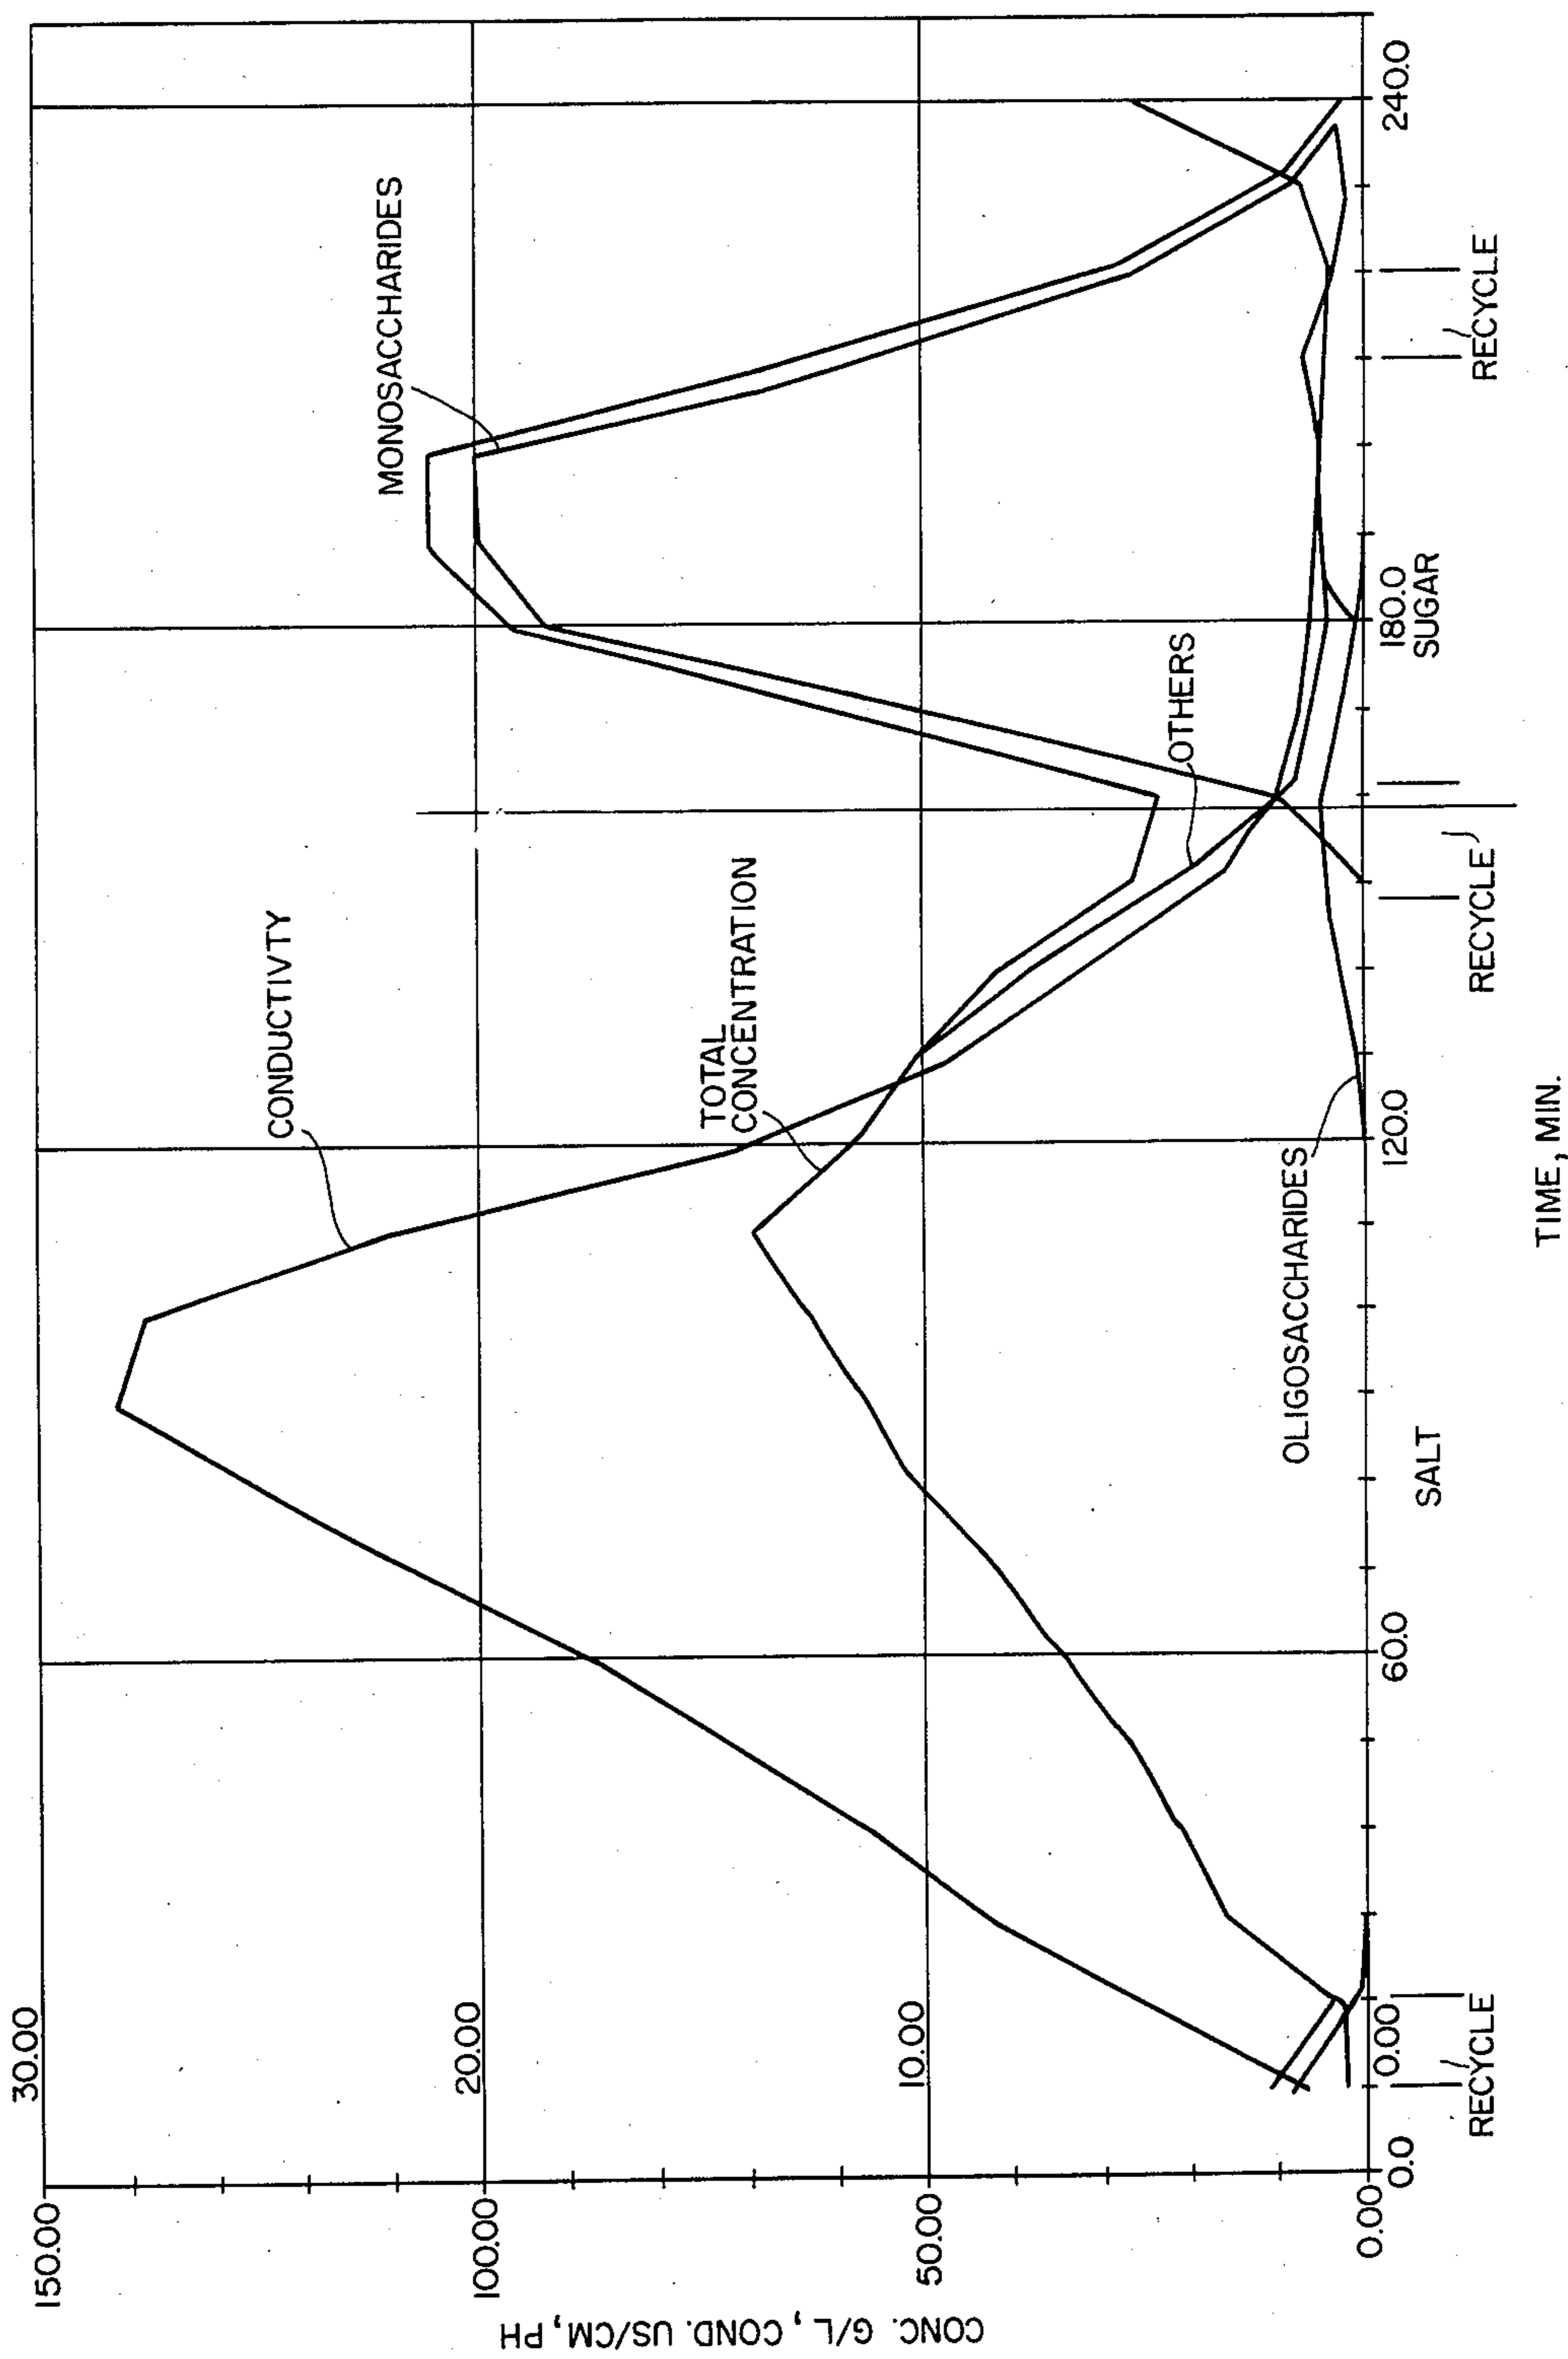 150.00
30.00
100.00
20.00
50.00
10.00
0.00
0.00
CONC. G/L, COND. US/CM, PH
CONDUCTIVTY
TOTAL
CONCENTRATION
MONOSACCHARIDES
OTHERS
OLIGOSACCHARIDES
0.0
60.0
120.0
180.0
240.0
RECYCLE
SALT
RECYCLE
SUGAR
RECYCLE
TIME, MIN.